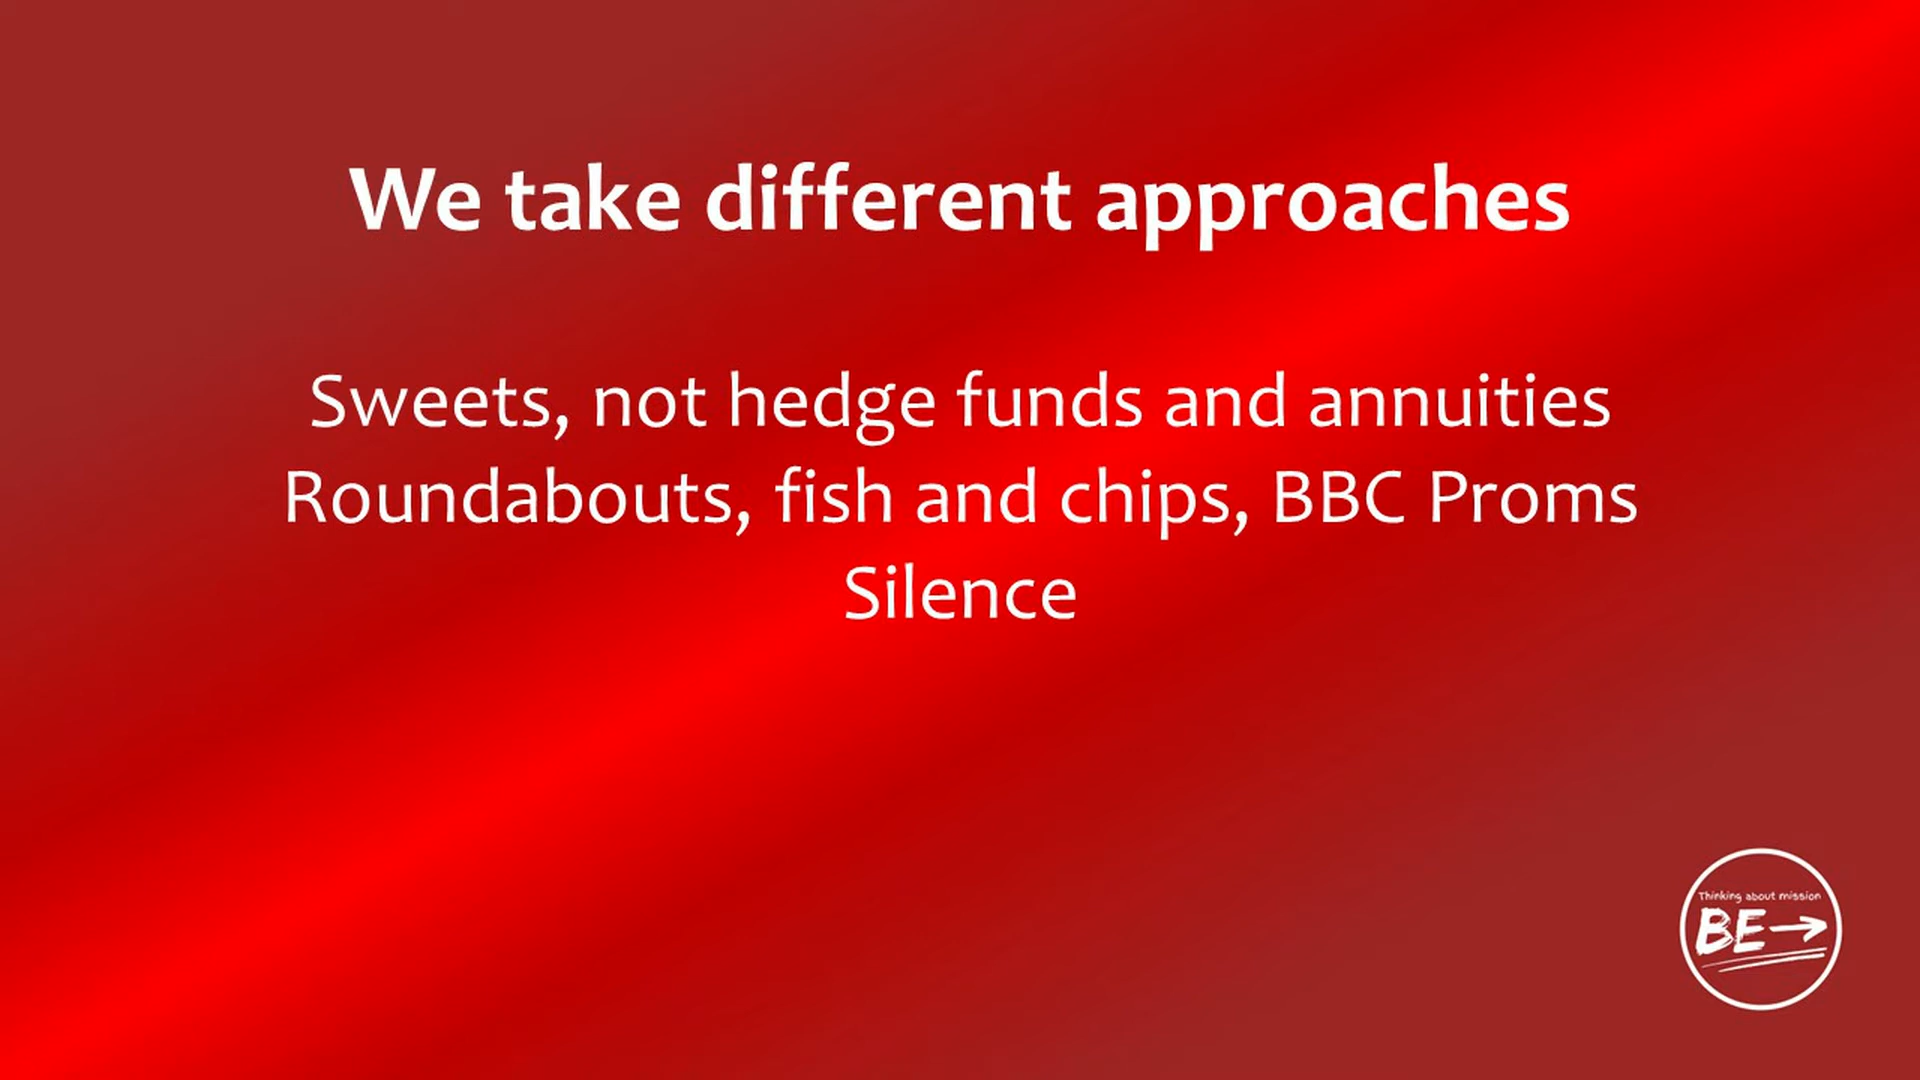 We take different approaches
Sweets, not hedge funds and annuities
Roundabouts, fish and chips, BBC Proms
Silence
Thinking about mission
BE